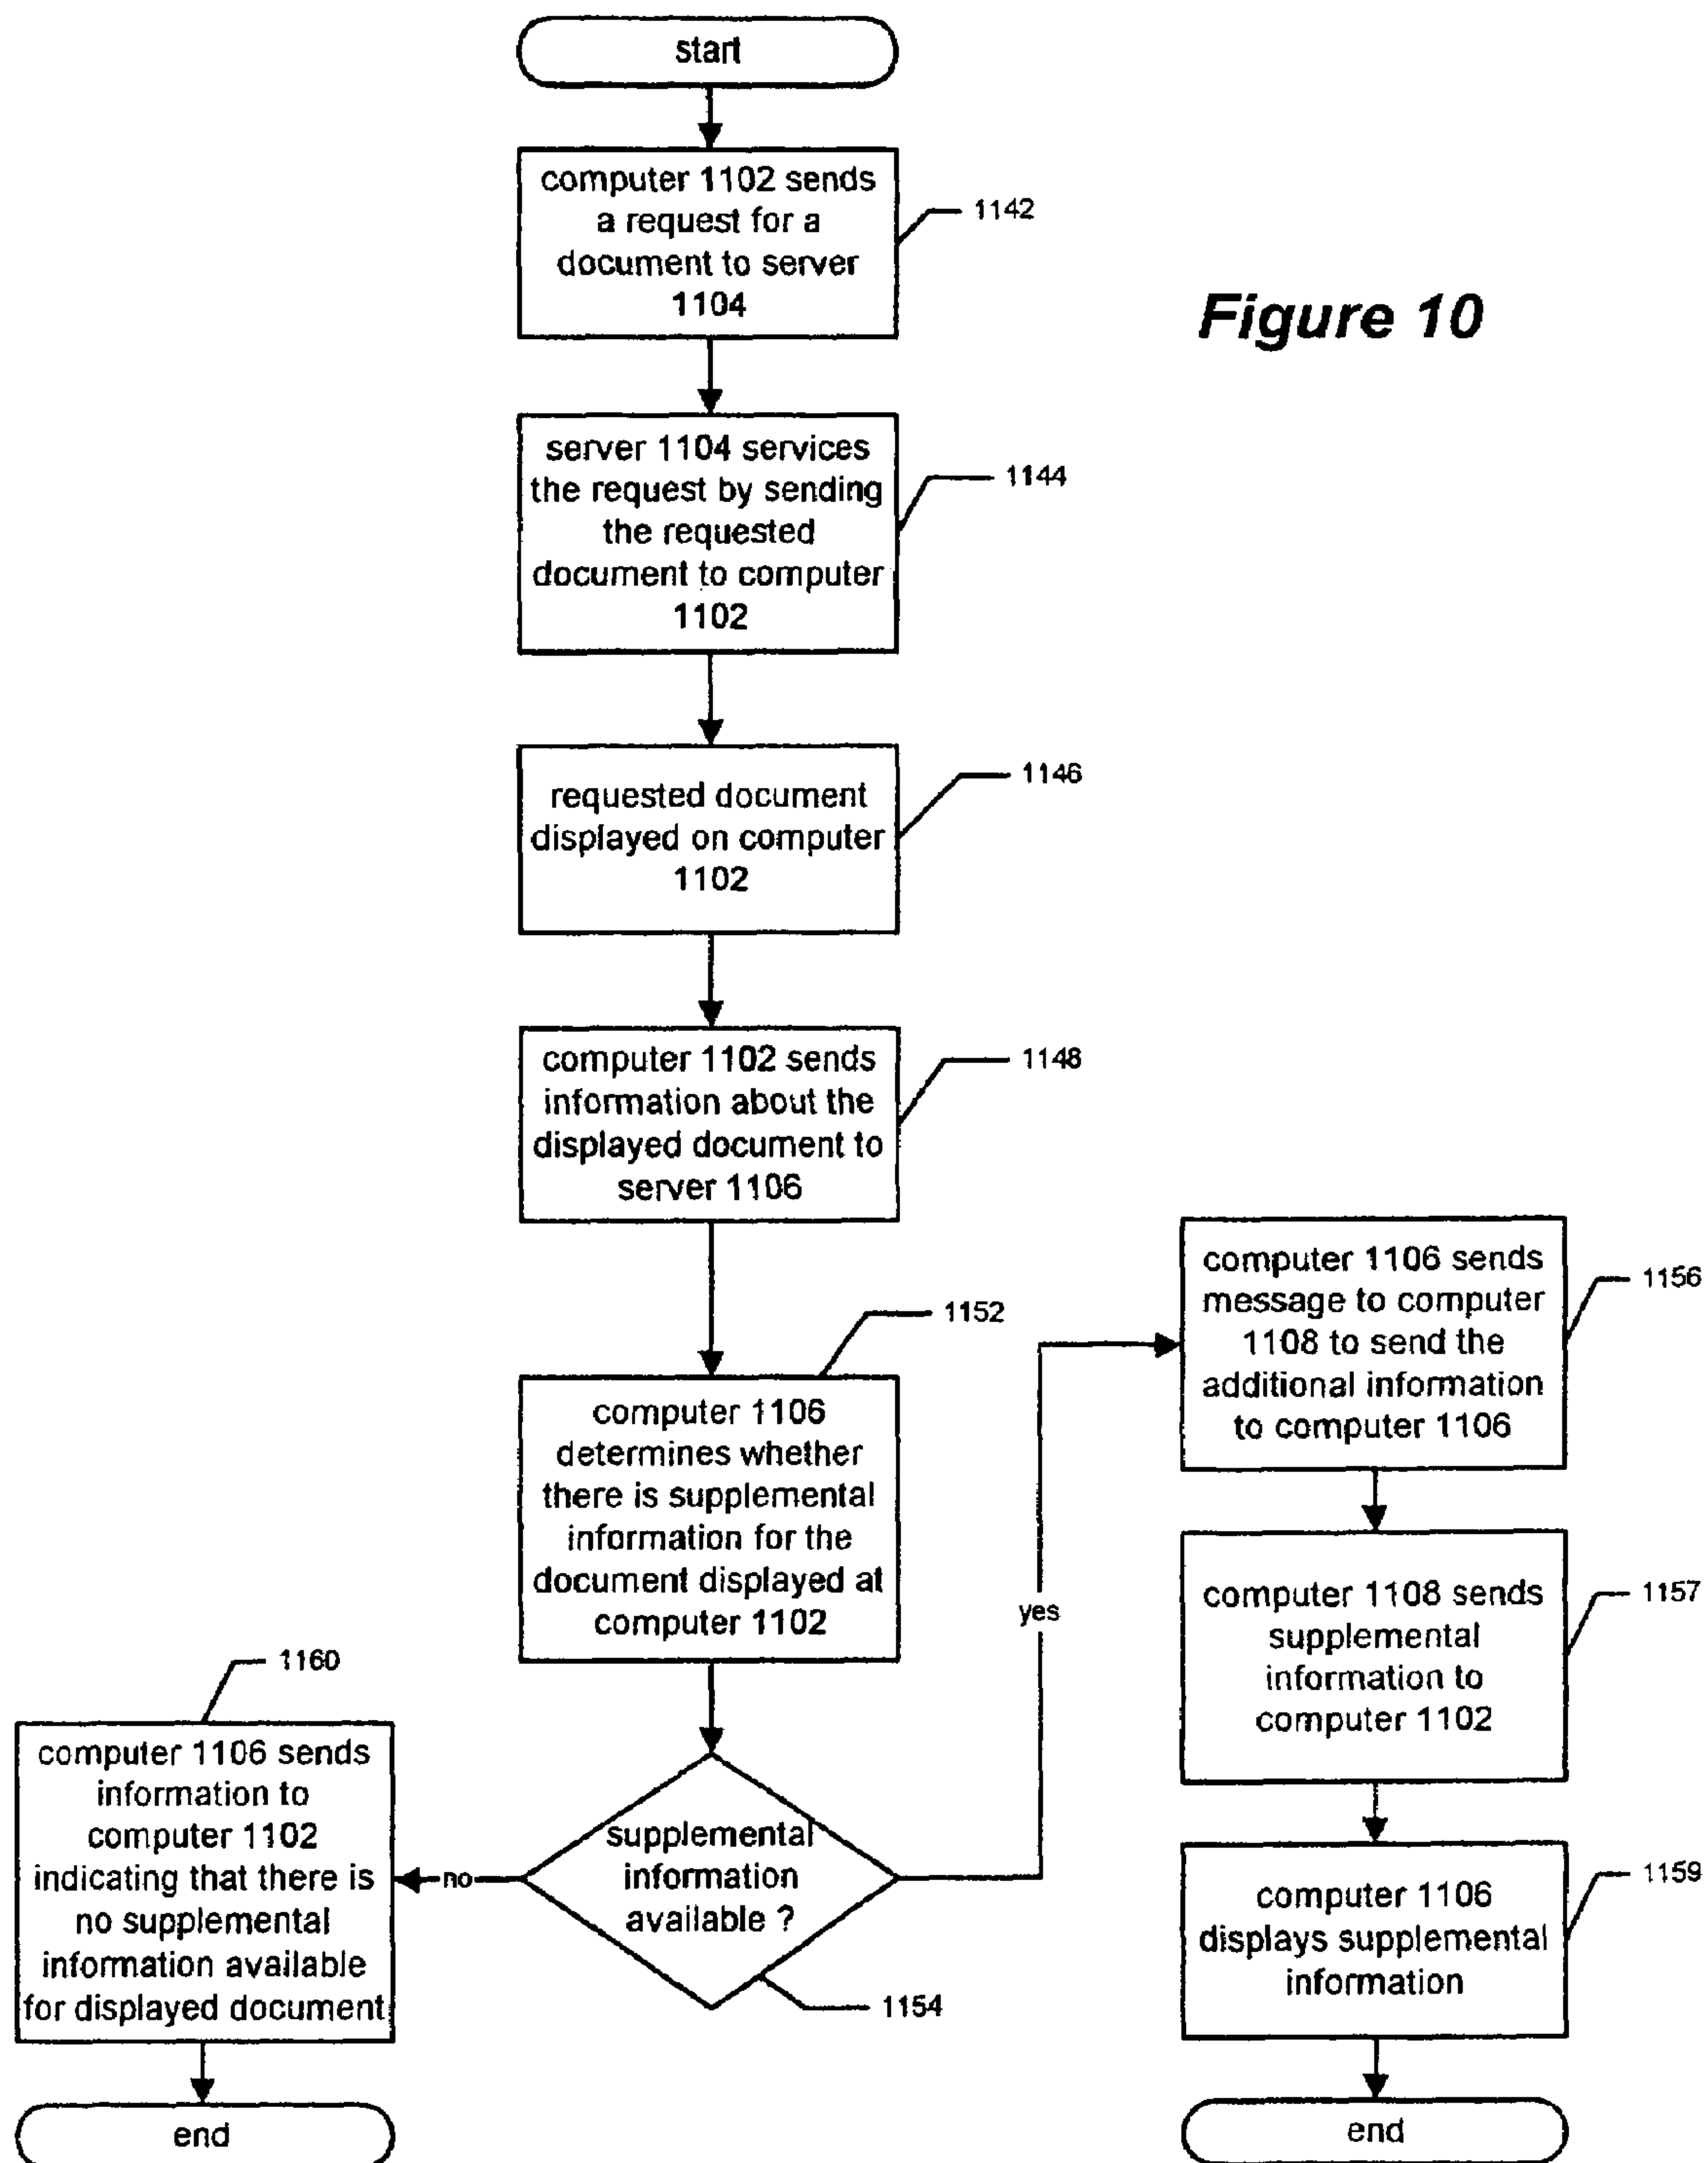 start
computer 1102 sends
a request for a
document to server
1104
1142
Figure 10
server 1104 services
the request by sending
the requested
document to computer
1102
1144
requested document
displayed on computer
1102
1146
computer 1102 sends
information about the
displayed document to
server 1106
1148
computer 1106
determines whether
there is supplemental
information for the
document displayed at
computer 1102
1152
supplemental
information
available ?
1154
yes
computer 1106 sends
message to computer
1108 to send the
additional information
to computer 1106
1156
computer 1108 sends
supplemental
information to
computer 1102
1157
computer 1106
displays supplemental
information
1159
end
no
1160
computer 1106 sends
information to
computer 1102
indicating that there is
no supplemental
information available
for displayed document
end